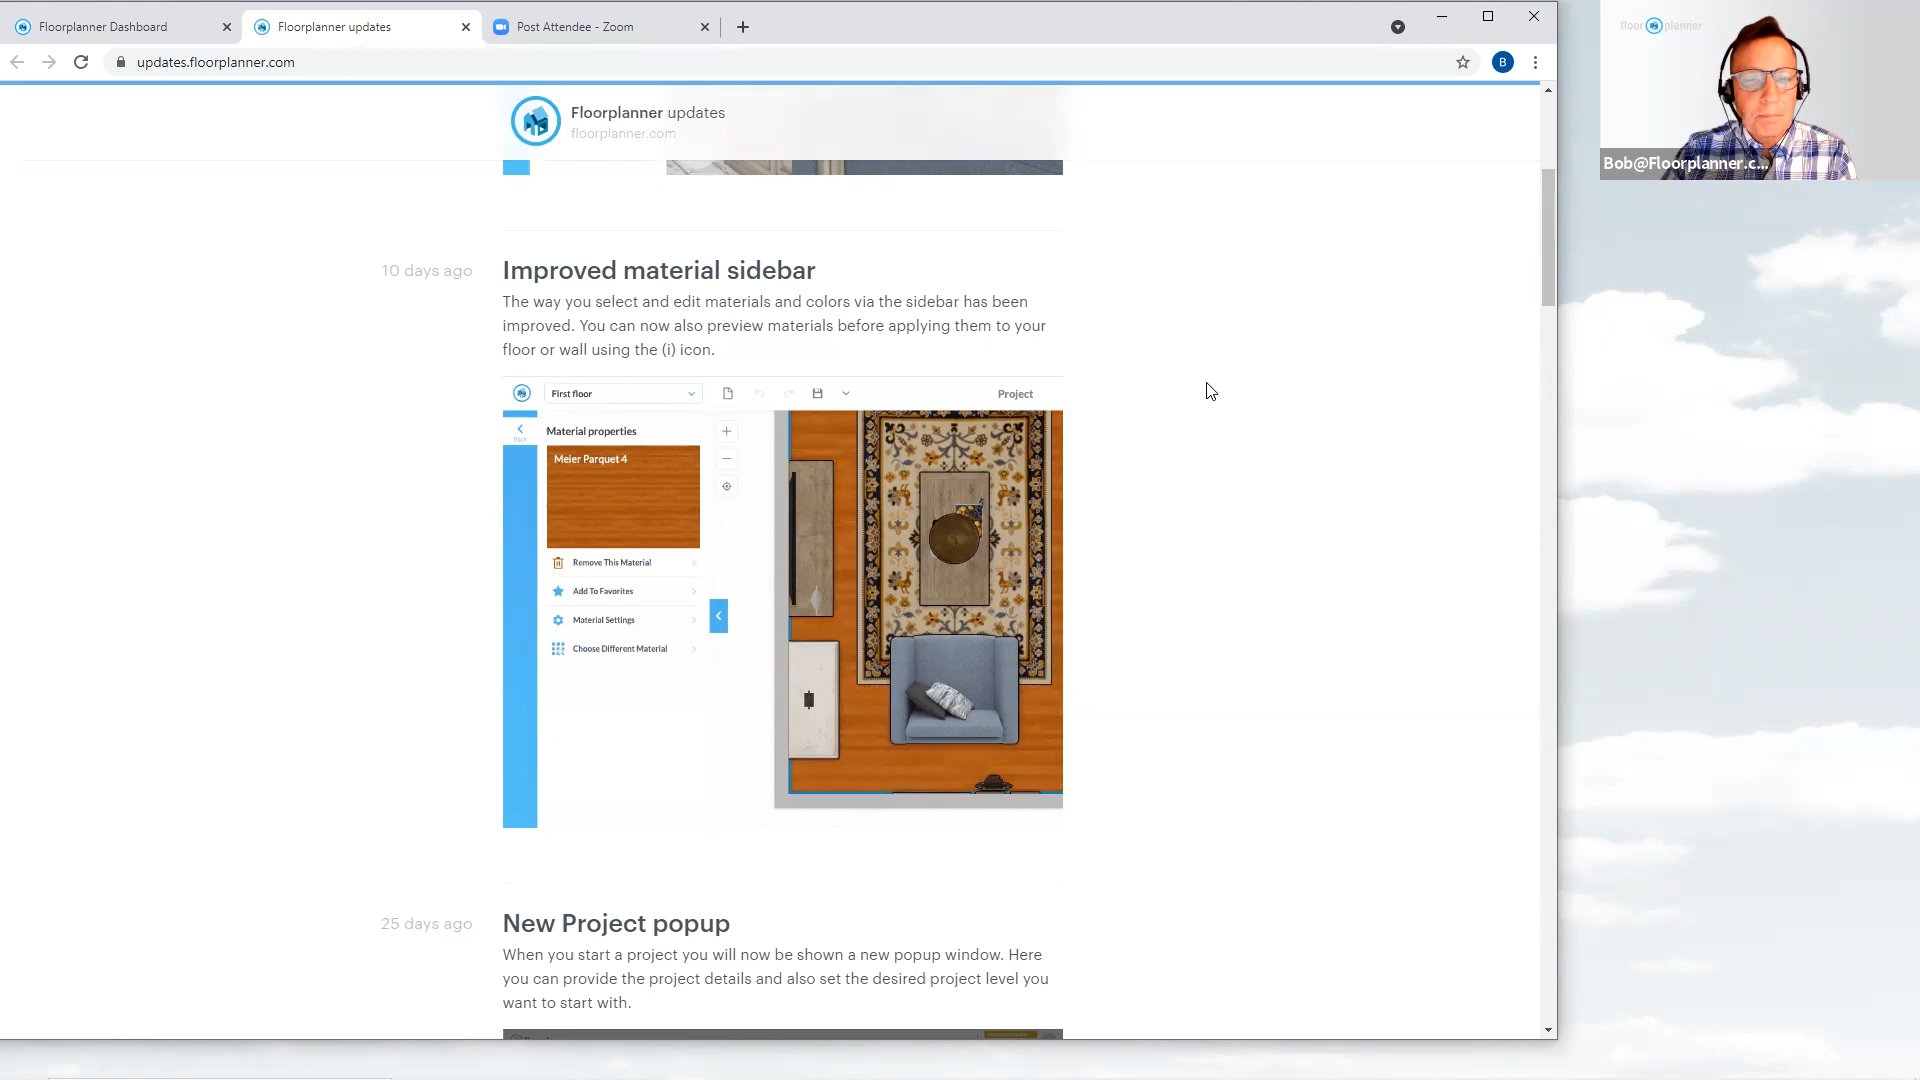 Floorplanner Dashboard
Floorplanner updates
Post Attendee - Zoom
updates.floorplanner.com
B
floor planner
Bob@Floorplanner.c...
Floorplanner updates
floorplanner.com
10 days ago
Improved material sidebar
The way you select and edit materials and colors via the sidebar has been
improved. You can now also preview materials before applying them to your
floor or wall using the (i) icon.
First floor
Project
Back
Material properties
Meier Parquet 4
Remove This Material
Add To Favorites
Material Settings
Choose Different Material
25 days ago
New Project popup
When you start a project you will now be shown a new popup window. Here
you can provide the project details and also set the desired project level you
want to start with.